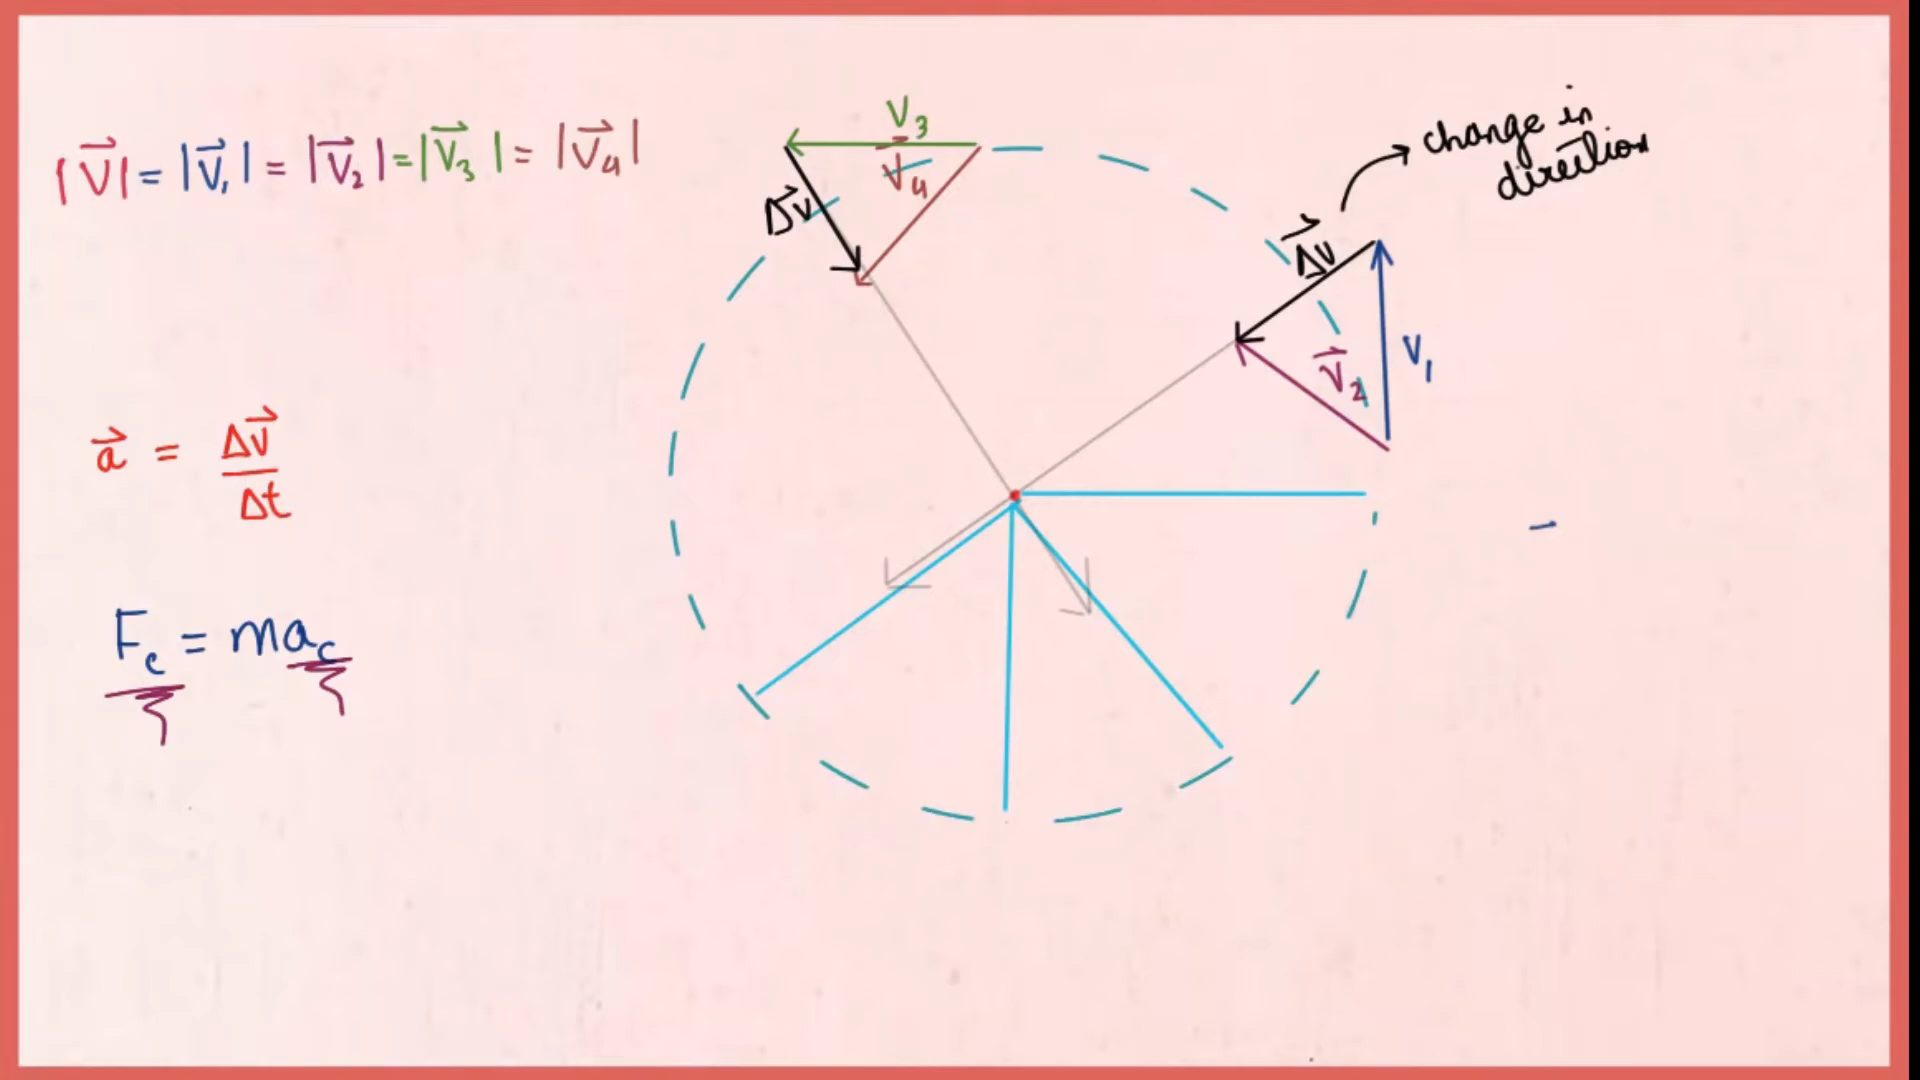 |V⃗| = |V⃗₁| = |V⃗₂| = |V⃗₃| = |V⃗₄|
V₃
V⃗₄
Δv⃗
change in
direction
Δv⃗
V⃗₂
V₁
a⃗ = Δv⃗/Δt
F꜀ = ma꜀